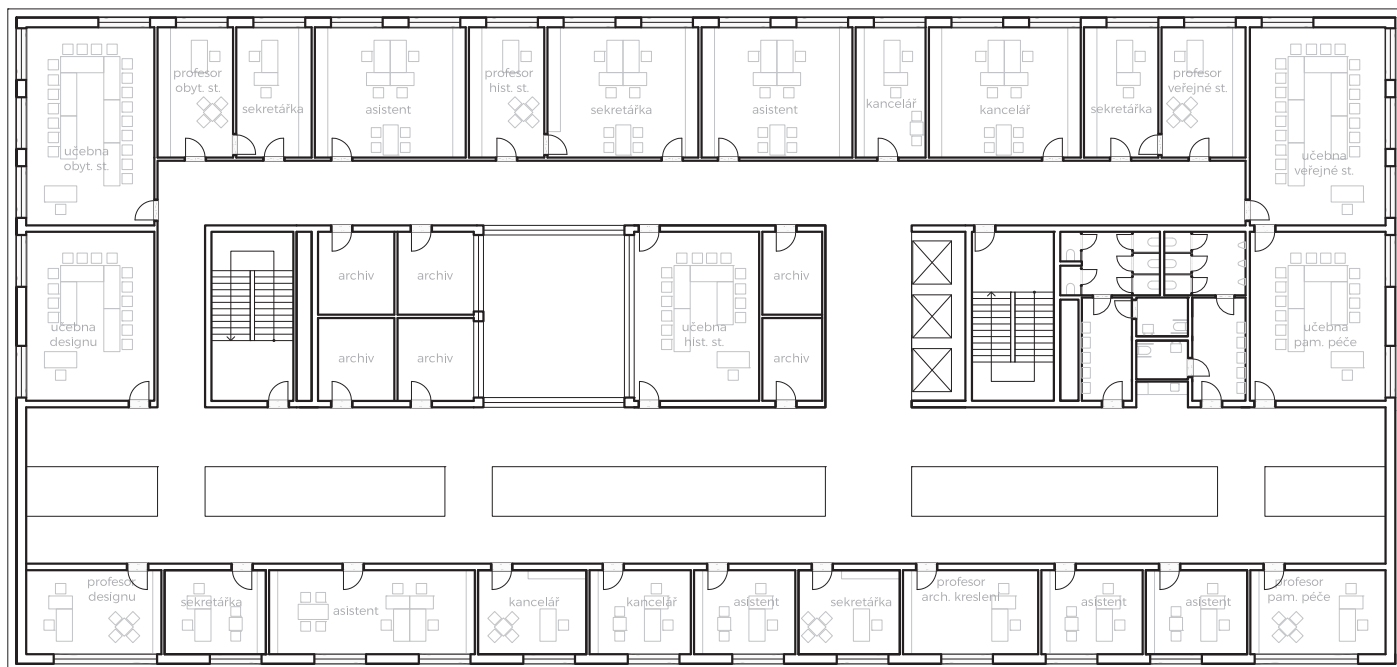 profesor
obyt. st.
sekretářka
asistent
profesor
hist. st.
sekretářka
asistent
kancelář
kancelář
sekretářka
profesor
veřejné st.
učebna
obyt. st.
učebna
veřejné st.
archiv
archiv
archiv
učebna
designu
učebna
hist. st.
učebna
pam. péče
archiv
archiv
archiv
profesor
designu
sekretářka
asistent
kancelář
kancelář
asistent
sekretářka
profesor
arch. kreslení
asistent
asistent
profesor
pam. péče